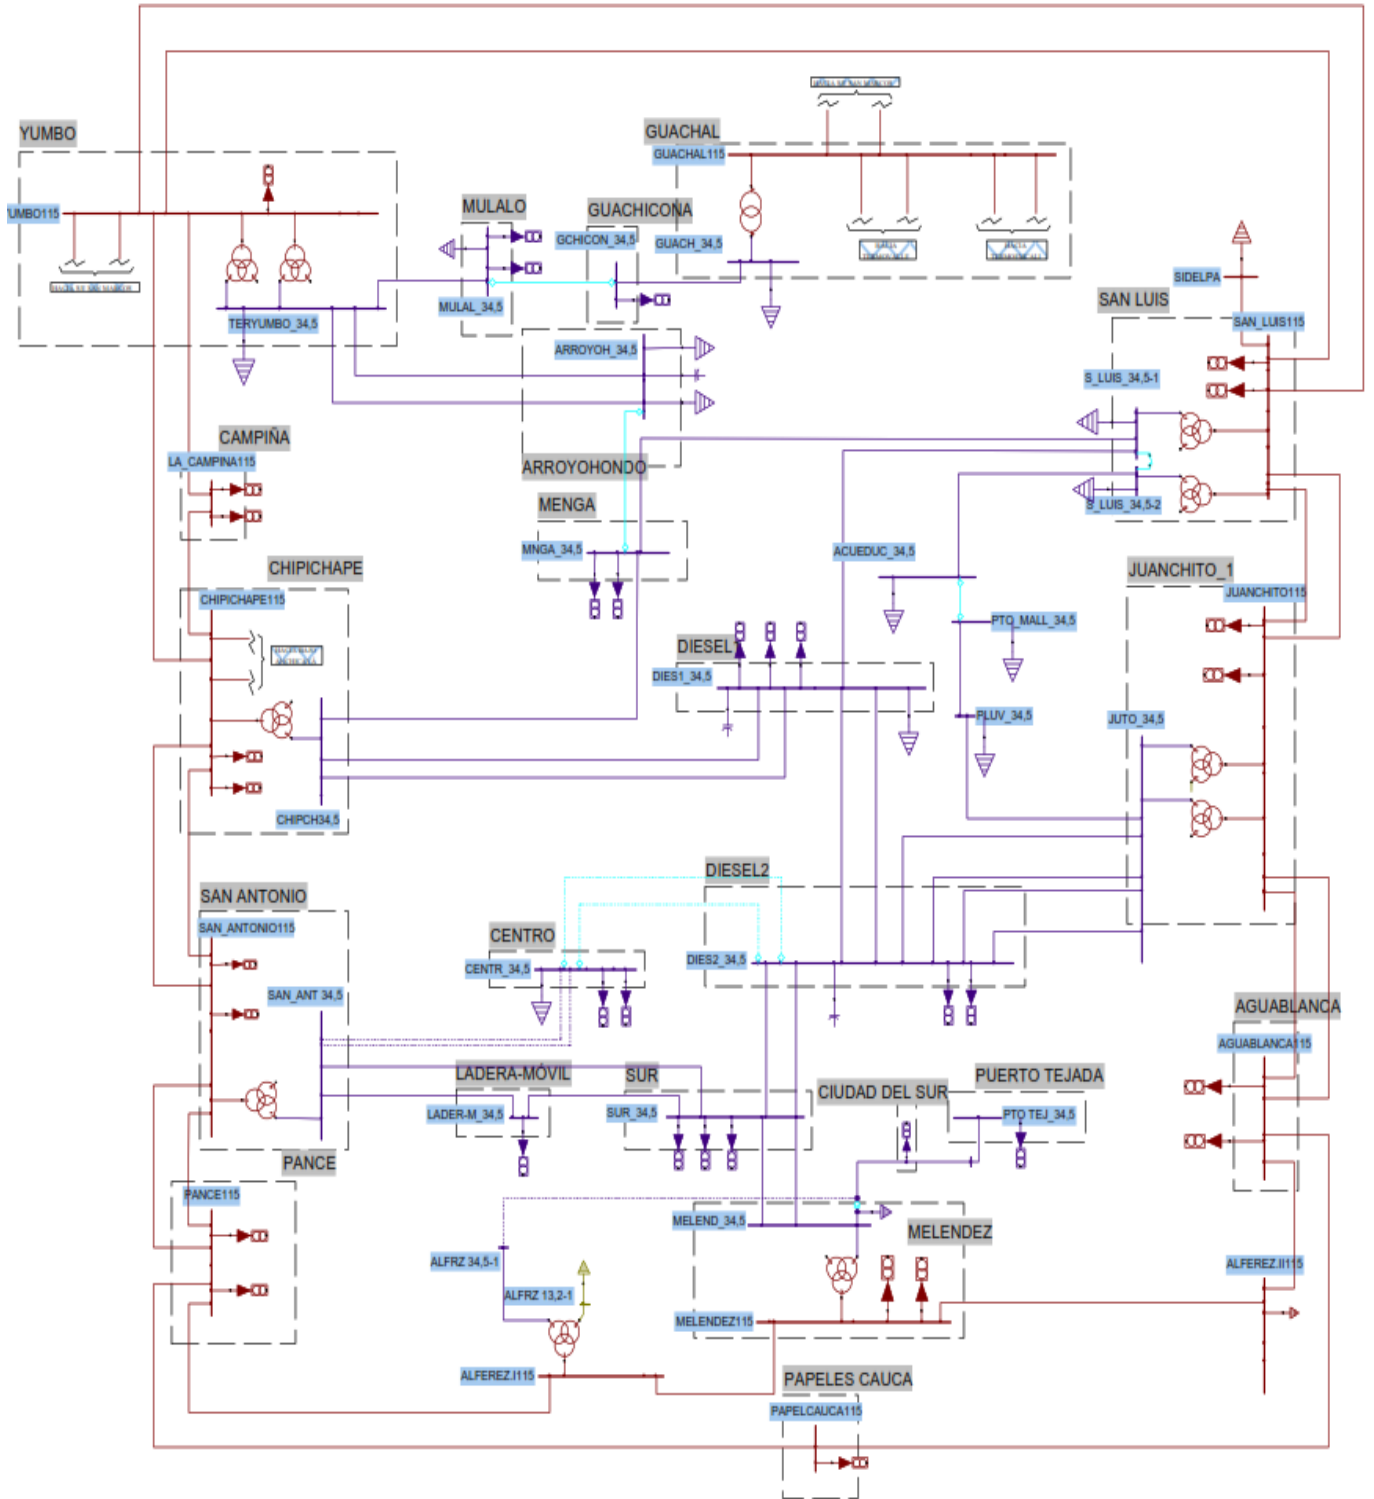 YUMBO
GUACHAL
GUACHAL115
MULALO
GUACHICONA
YUMBO115
GCHICON_34,5
GUACH_34,5
SIDELPA
SAN LUIS
MULAL_34,5
TERYUMBO_34,5
SAN_LUIS115
ARROYOH_34,5
S_LUIS_34,5-1
CAMPIÑA
LA_CAMPINA115
ARROYOHONDO
MENGA
S_LUIS_34,5-2
MNGA_34,5
ACUEDUC_34,5
CHIPICHAPE
JUANCHITO_1
CHIPICHAPE115
JUANCHITO115
PTO_MALL_34,5
DIESEL1
DIES1_34,5
PLUV_34,5
JUTO_34,5
CHIPCH34,5
DIESEL2
SAN ANTONIO
SAN_ANTONIO115
CENTRO
DIES2_34,5
CENTR_34,5
SAN_ANT 34,5
AGUABLANCA
AGUABLANCA115
LADERA-MÓVIL
SUR
PUERTO TEJADA
CIUDAD DEL SUR
LADER-M_34,5
SUR_34,5
PTO TEJ_34,5
PANCE
PANCE115
MELEND_34,5
MELENDEZ
ALFRZ 34,5-1
ALFEREZ.II115
ALFRZ 13,2-1
MELENDEZ115
ALFEREZ.I115
PAPELES CAUCA
PAPELCAUCA115